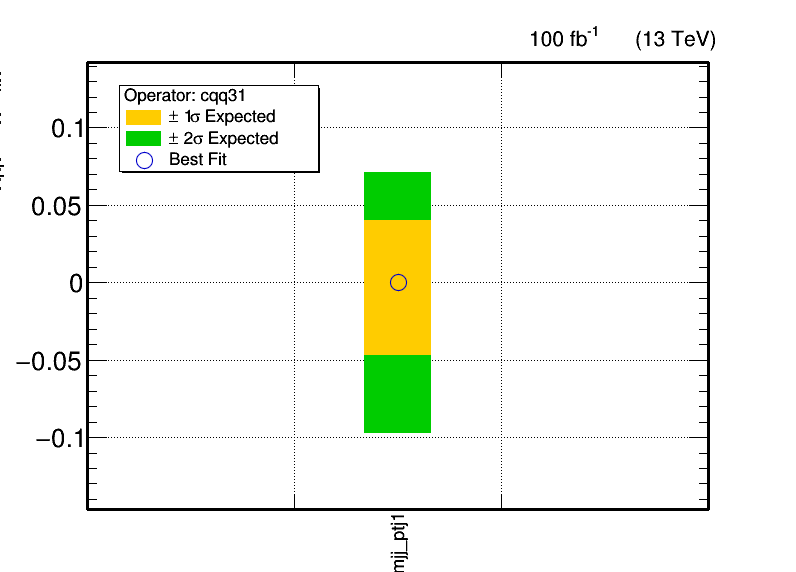 100 fb-1 (13 TeV)
Operator: cqq31
± 1σ Expected
± 2σ Expected
Best Fit
0.1
0.05
0
−0.05
−0.1
mjj_ptj1